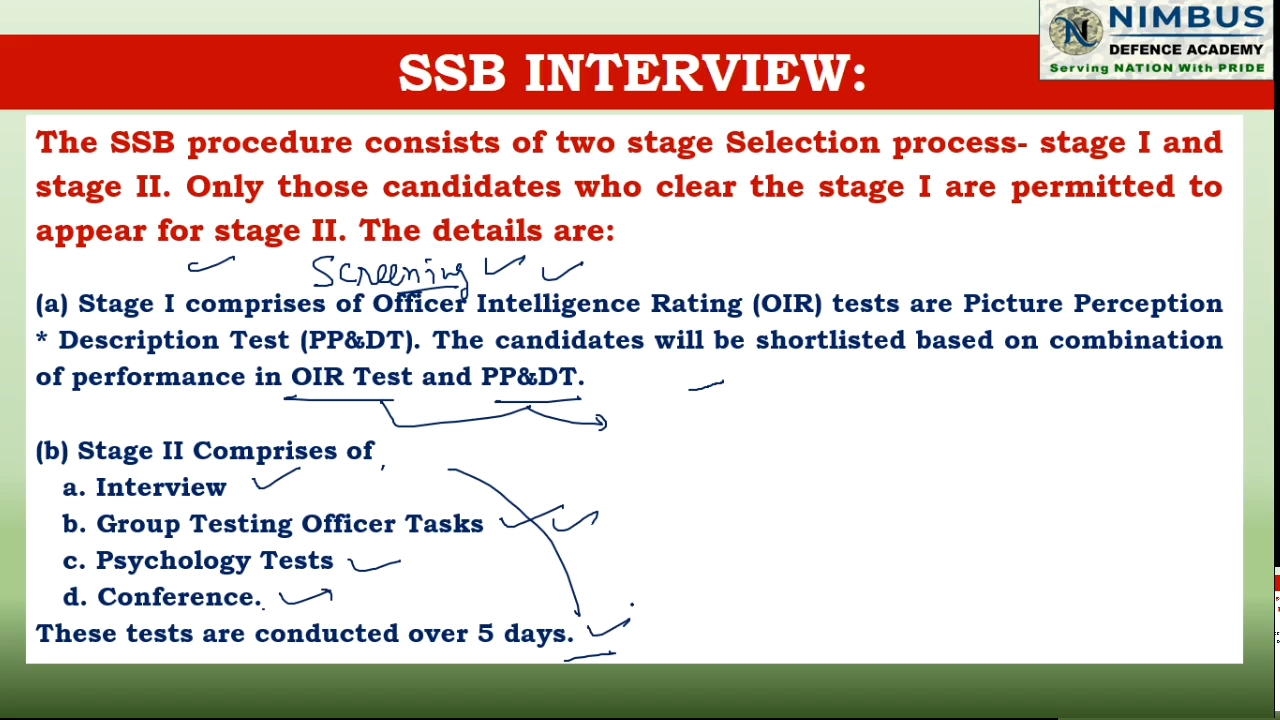 NIMBUS
DEFENCE ACADEMY
Serving NATION With PRIDE
SSB INTERVIEW:
The SSB procedure consists of two stage Selection process- stage I and
stage II. Only those candidates who clear the stage I are permitted to
appear for stage II. The details are:
Screening
(a) Stage I comprises of Officer Intelligence Rating (OIR) tests are Picture Perception
* Description Test (PP&DT). The candidates will be shortlisted based on combination
of performance in OIR Test and PP&DT.
(b) Stage II Comprises of
a. Interview
b. Group Testing Officer Tasks
c. Psychology Tests
d. Conference.
These tests are conducted over 5 days.